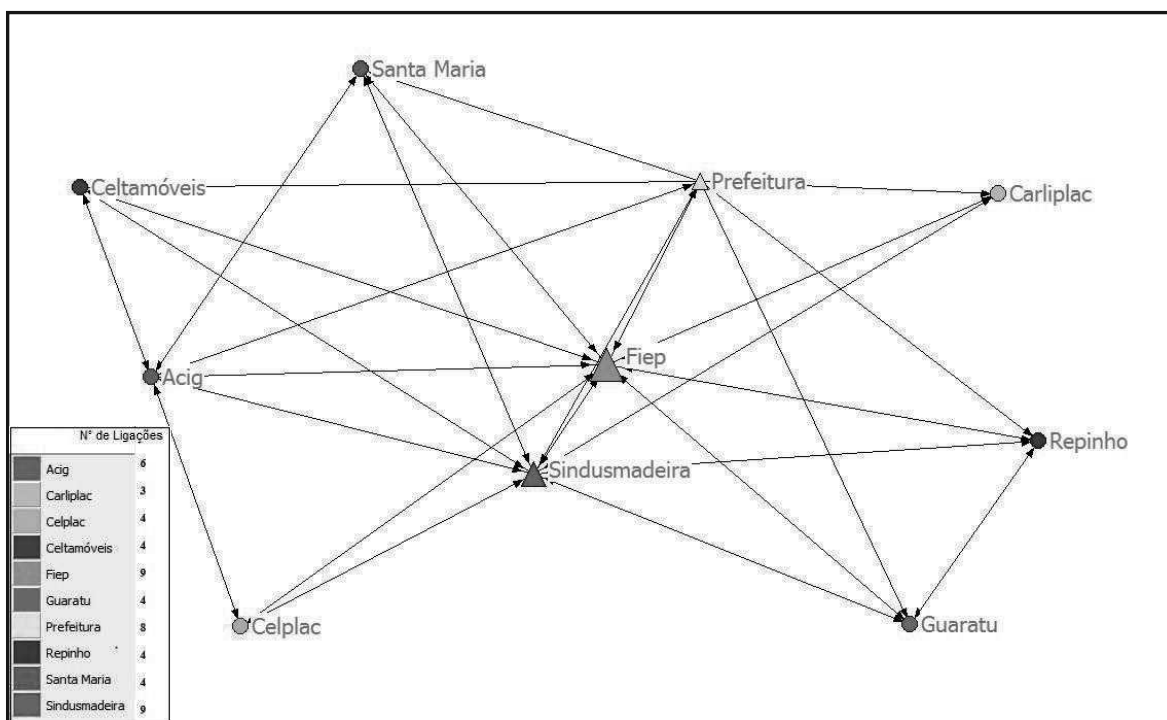 Santa Maria
Celtamóveis
Prefeitura
Carliplac
Fiep
Acig
Repinho
Sindusmadeira
Celplac
Guaratu
N° de Ligações
Acig 6
Carliplac 3
Celplac 4
Celtamóveis 4
Fiep 9
Guaratu 4
Prefeitura 8
Repinho 4
Santa Maria 4
Sindusmadeira 9